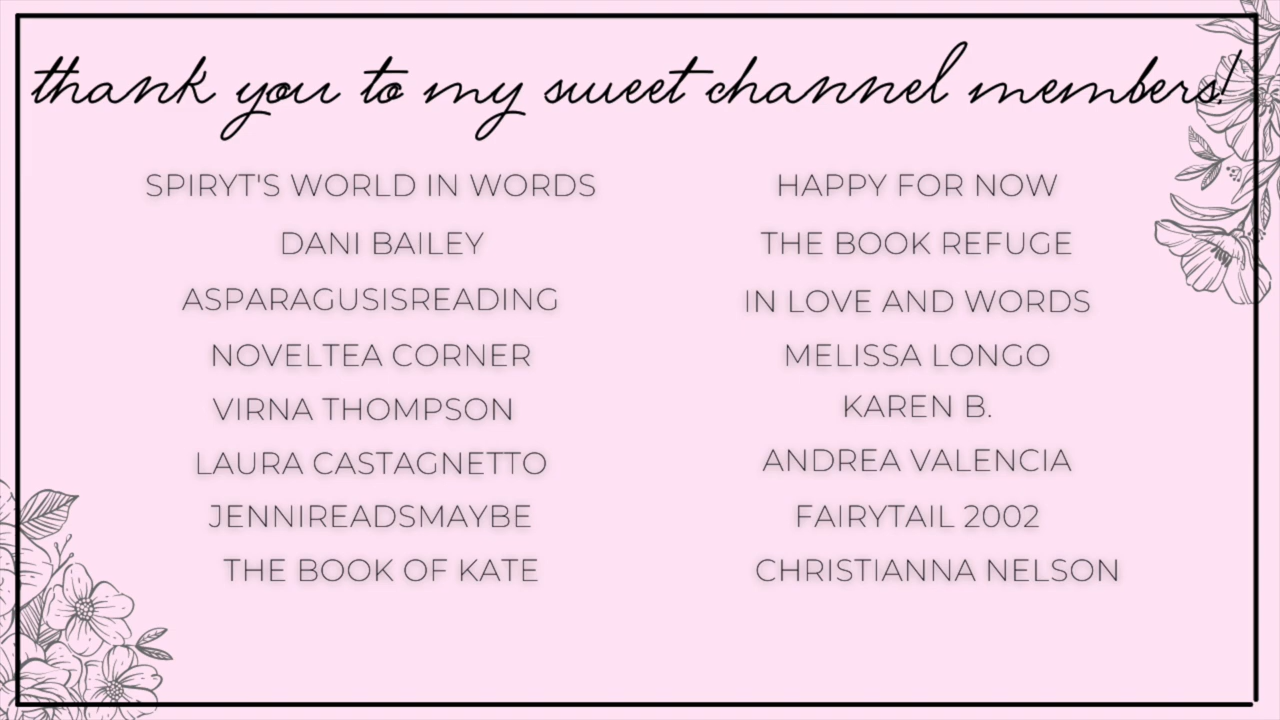 thank you to my sweet channel members!
SPIRYT'S WORLD IN WORDS
DANI BAILEY
ASPARAGUSISREADING
NOVELTEA CORNER
VIRNA THOMPSON
LAURA CASTAGNETTO
JENNIREADSMAYBE
THE BOOK OF KATE
HAPPY FOR NOW
THE BOOK REFUGE
IN LOVE AND WORDS
MELISSA LONGO
KAREN B.
ANDREA VALENCIA
FAIRYTAIL 2002
CHRISTIANNA NELSON